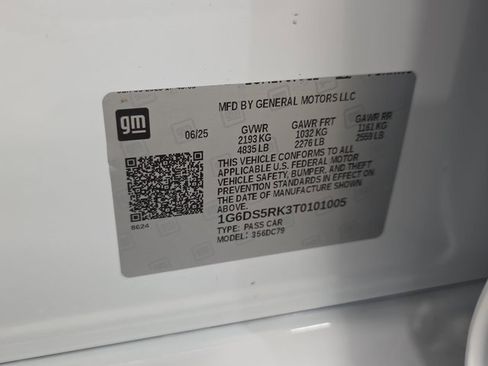 MFD BY GENERAL MOTORS LLC
gm
06/25 GVWR GAWR FRT GAWR RR
2193 KG 1032 KG 1161 KG
4835 LB 2276 LB 2559 LB
THIS VEHICLE CONFORMS TO ALL
APPLICABLE U.S. FEDERAL MOTOR
VEHICLE SAFETY, BUMPER, AND THEFT
PREVENTION STANDARDS IN EFFECT ON
THE DATE OF MANUFACTURE SHOWN
ABOVE.
1G6DS5RK3T0101005
8624
TYPE: PASS CAR
MODEL: 356DC79